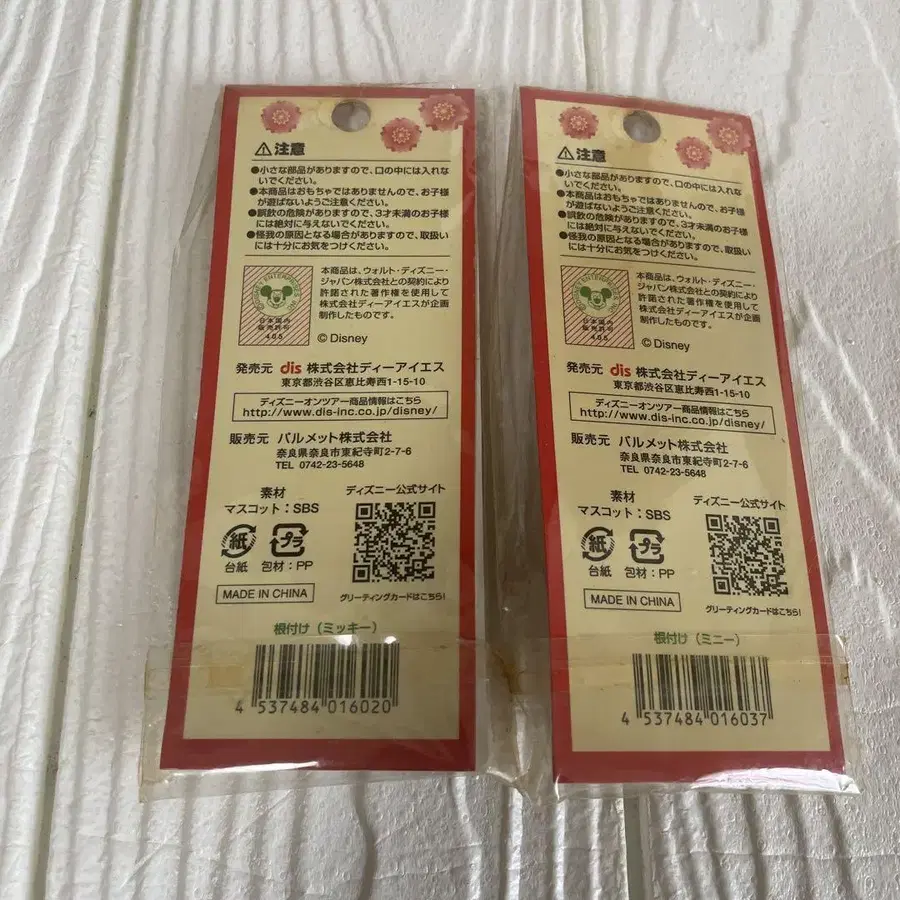 ⚠注意
●小さな部品がありますので、口の中には入れな
いでください。
●本商品はおもちゃではありませんので、お子様
が遊ばないようご注意ください。
●誤飲の危険がありますので、3才未満のお子様
には絶対に与えないでください。
●怪我の原因となる場合がありますので、取扱い
には十分にお気をつけください。
日本国内
販売許可
465
本商品は、ウォルト・ディズニー・
ジャパン株式会社との契約により
許諾された著作権を使用して
株式会社ディーアイエスが企画
制作したものです。
©Disney
発売元 dis 株式会社ディーアイエス
東京都渋谷区恵比寿西1-15-10
ディズニーオンツアー商品情報はこちら
http://www.dis-inc.co.jp/disney/
販売元 バルメット株式会社
奈良県奈良市東紀寺町2-7-6
TEL 0742-23-5648
素材
マスコット：SBS
紙
台紙
プラ
包材：PP
MADE IN CHINA
ディズニー公式サイト
グリーティングカードはこちら!
根付け（ミッキー）
4 537484 016020
⚠注意
●小さな部品がありますので、口の中には入れな
いでください。
●本商品はおもちゃではありませんので、お子様
が遊ばないようご注意ください。
●誤飲の危険がありますので、3才未満のお子様
には絶対に与えないでください。
●怪我の原因となる場合がありますので、取扱い
には十分にお気をつけください。
日本国内
販売許可
465
本商品は、ウォルト・ディズニー・
ジャパン株式会社との契約により
許諾された著作権を使用して
株式会社ディーアイエスが企画
制作したものです。
©Disney
発売元 dis 株式会社ディーアイエス
東京都渋谷区恵比寿西1-15-10
ディズニーオンツアー商品情報はこちら
http://www.dis-inc.co.jp/disney/
販売元 バルメット株式会社
奈良県奈良市東紀寺町2-7-6
TEL 0742-23-5648
素材
マスコット：SBS
紙
台紙
プラ
包材：PP
MADE IN CHINA
ディズニー公式サイト
グリーティングカードはこちら!
根付け（ミニー）
4 537484 016037